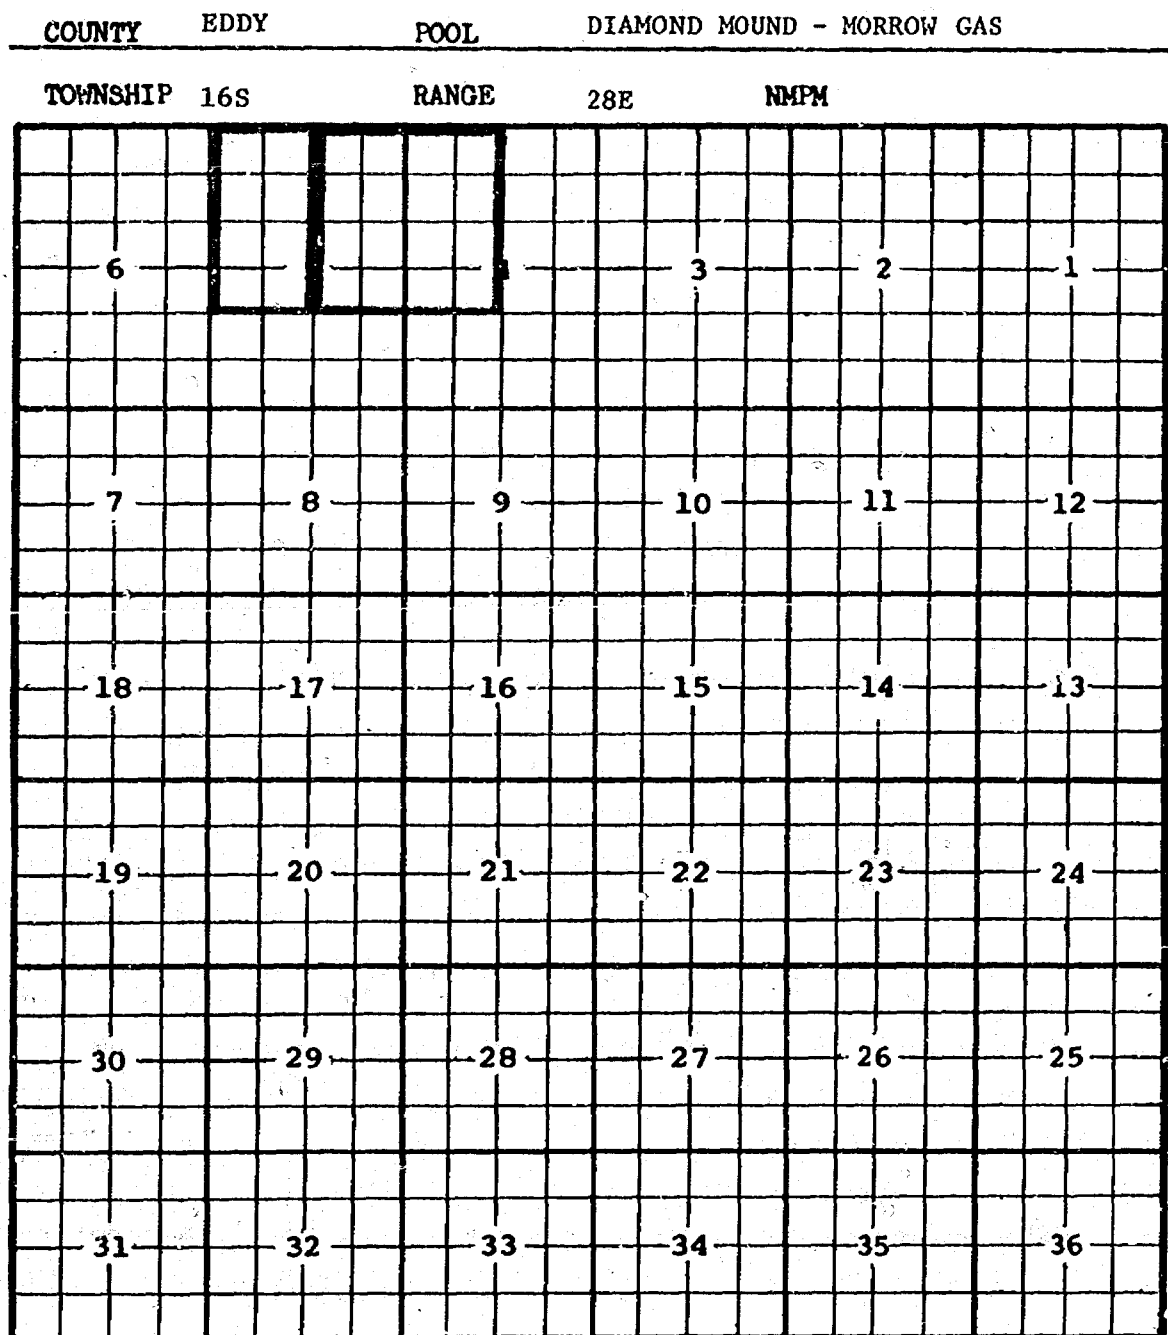 COUNTY EDDY POOL DIAMOND MOUND - MORROW GAS
TOWNSHIP 16S RANGE 28E NMPM
6 3 2 1
7 8 9 10 11 12
18 17 16 15 14 13
19 20 21 22 23 24
30 29 28 27 26 25
31 32 33 34 35 36